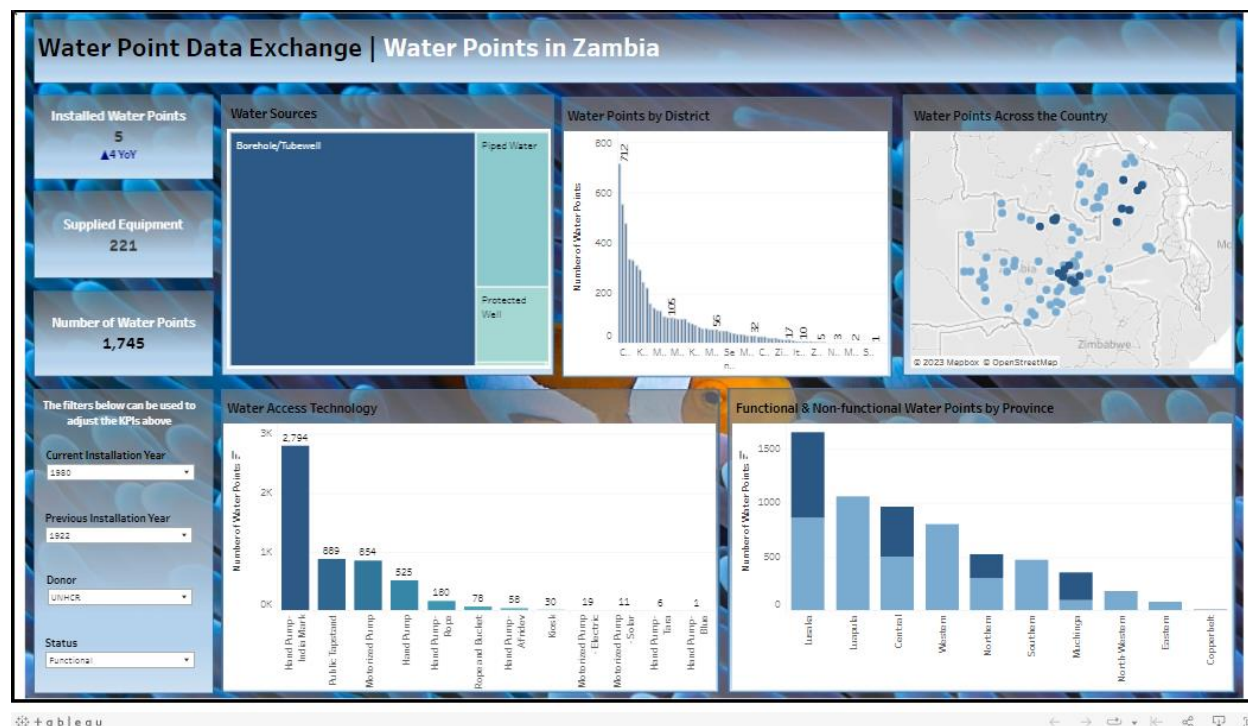 Water Point Data Exchange | Water Points in Zambia
Installed Water Points
5
▲4 YoY
Supplied Equipment
221
Number of Water Points
1,745
The filters below can be used to
adjust the KPIs above
Current Installation Year
1980
Previous Installation Year
1922
Donor
UNHCR
Status
Functional
Water Sources
Borehole/Tubewell
Piped Water
Protected
Well
Water Points by District
Number of Water Points
800
600
400
200
0
712
105
56
32
17
10
5
3
2
1
C..
K..
M..
M..
K..
M..
Se
n..
M..
C..
Zi..
It..
Z..
N..
M..
S..
Water Points Across the Country
Zimbabwe
© 2023 Mapbox © OpenStreetMap
Water Access Technology
Number of Water Points
3K
2K
1K
0K
2,794
889
854
525
180
78
58
30
19
11
6
1
Hand Pump-
India Mark
Public Tapstand
Motorized Pump
Hand Pump
Hand Pump-
Rope
Rope and Bucket
Hand Pump-
Afridev
Kiosk
Motorized Pump
- Electric
Motorized Pump
- Solar
Hand Pump-
Tara
Hand Pump-
Blue
Functional & Non-functional Water Points by Province
Number of Water Points
1500
1000
500
0
Lusaka
Luapula
Central
Western
Northern
Southern
Muchinga
North-Western
Eastern
Copperbelt
+ableau